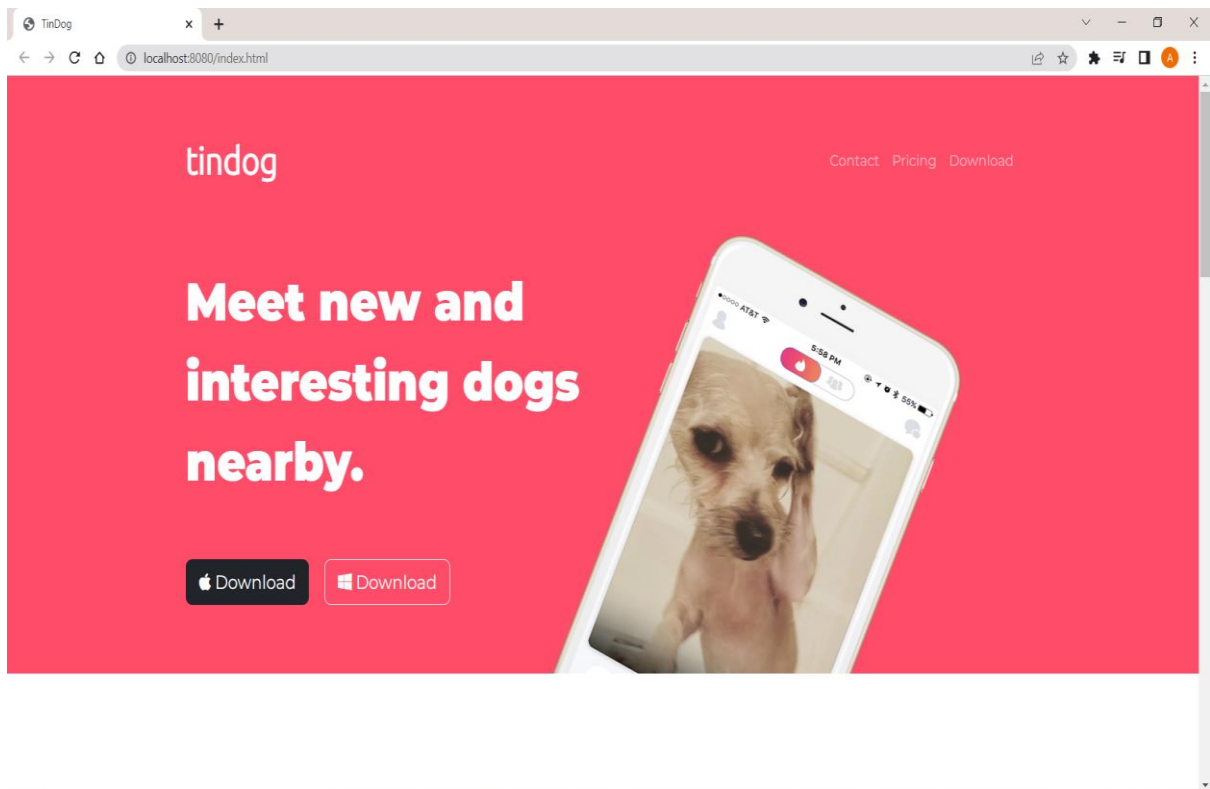 TinDog
localhost:8080/index.html
A
tindog
Contact Pricing Download
Meet new and
interesting dogs
nearby.
AT&T
5:58 PM
55%
Download Download